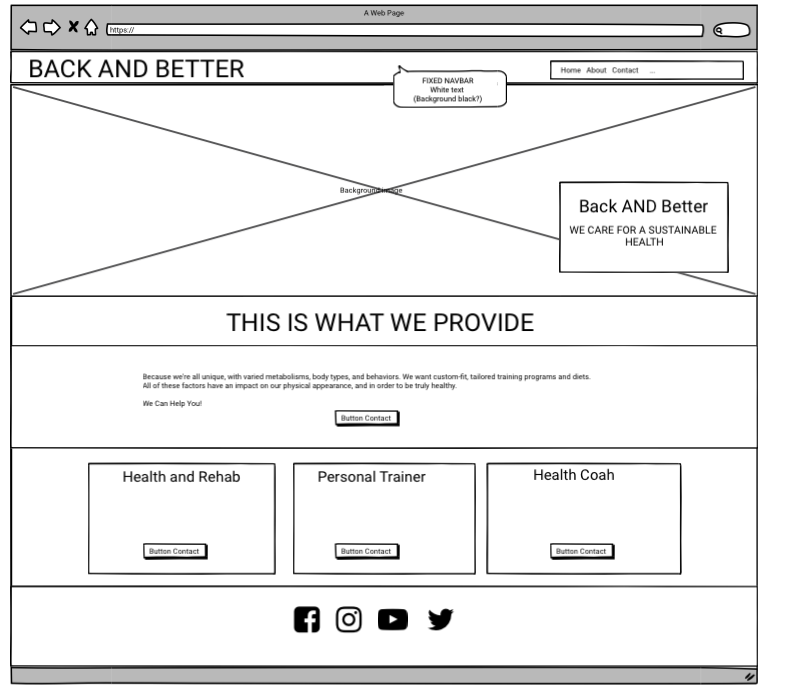 A Web Page
https://
BACK AND BETTER
Home About Contact ...
FIXED NAVBAR
White text
(Background black?)
Background image
Back AND Better
WE CARE FOR A SUSTAINABLE
HEALTH
THIS IS WHAT WE PROVIDE
Because we're all unique, with varied metabolisms, body types, and behaviors. We want custom-fit, tailored training programs and diets.
All of these factors have an impact on our physical appearance, and in order to be truly healthy.
We Can Help You!
Button Contact
Health and Rehab
Personal Trainer
Health Coah
Button Contact
Button Contact
Button Contact